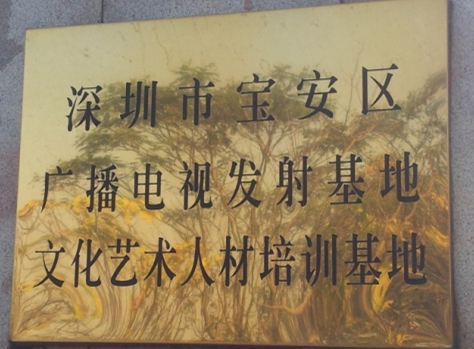 深圳市宝安区
广播电视发射基地
文化艺术人材培训基地